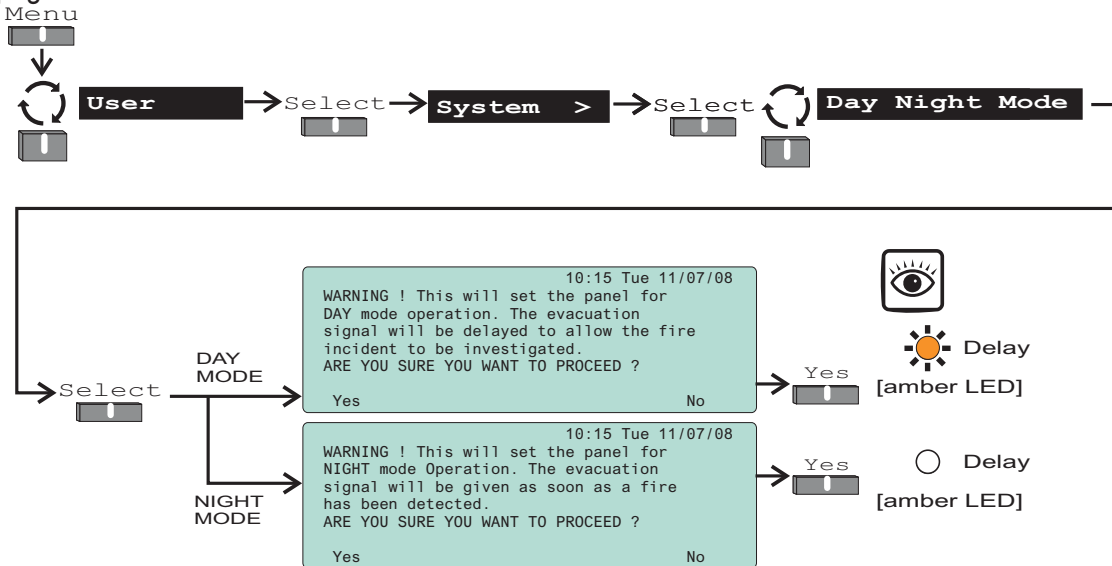 Menu
User
Select
System >
Select
Day Night Mode
10:15 Tue 11/07/08
WARNING ! This will set the panel for
DAY mode operation. The evacuation
signal will be delayed to allow the fire
incident to be investigated.
ARE YOU SURE YOU WANT TO PROCEED ?
Yes No
DAY
MODE
Select
Yes
Delay
[amber LED]
10:15 Tue 11/07/08
WARNING ! This will set the panel for
NIGHT mode Operation. The evacuation
signal will be given as soon as a fire
has been detected.
ARE YOU SURE YOU WANT TO PROCEED ?
Yes No
NIGHT
MODE
Yes
Delay
[amber LED]